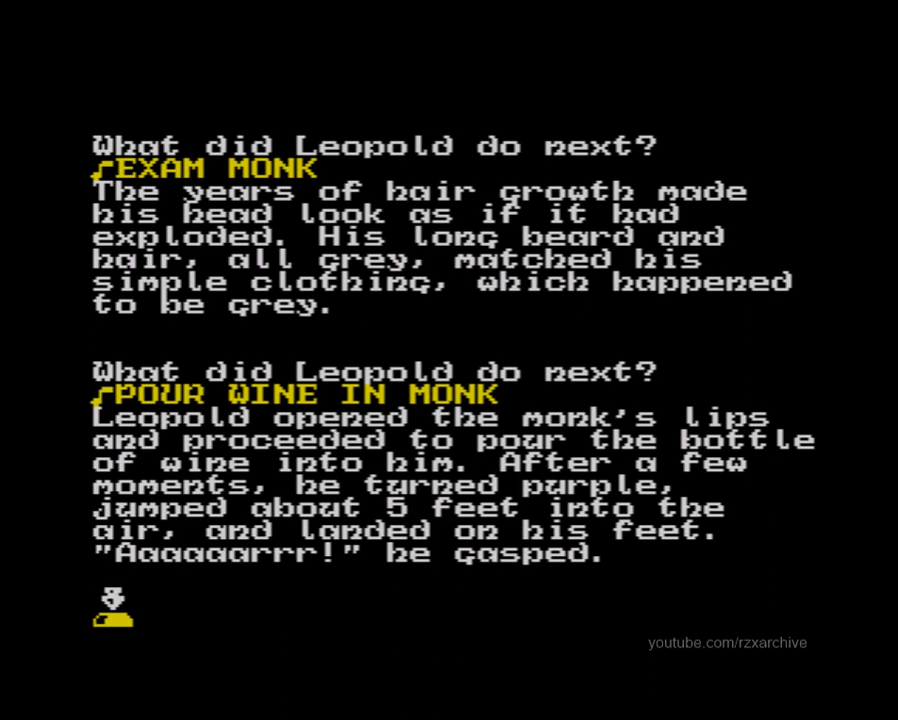 What did Leopold do next?
EXAM MONK
The years of hair growth made
his head look as if it had
exploded. His long beard and
hair, all grey, matched his
simple clothing, which happened
to be grey.
What did Leopold do next?
POUR WINE IN MONK
Leopold opened the monk's lips
and proceeded to pour the bottle
of wine into him. After a few
moments, he turned purple,
jumped about 5 feet into the
air, and landed on his feet.
"Aaaaaarrr!" he gasped.
youtube.com/rzxarchive